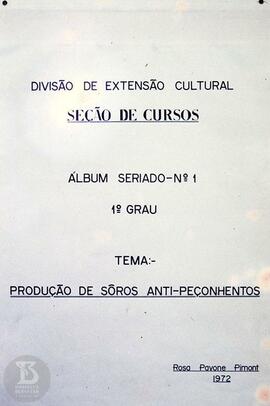 DIVISÃO DE EXTENSÃO CULTURAL
SEÇÃO DE CURSOS
ÁLBUM SERIADO-Nº 1
1º GRAU
TEMA:-
PRODUÇÃO DE SÔROS ANTI-PEÇONHENTOS
Rosa Pavone Pimont
1972